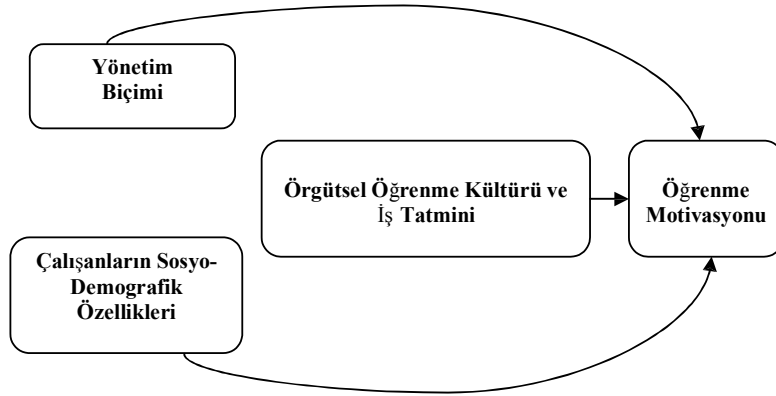 Yönetim
Biçimi
Örgütsel Öğrenme Kültürü ve
İş Tatmini
Öğrenme
Motivasyonu
Çalışanların Sosyo-
Demografik
Özellikleri